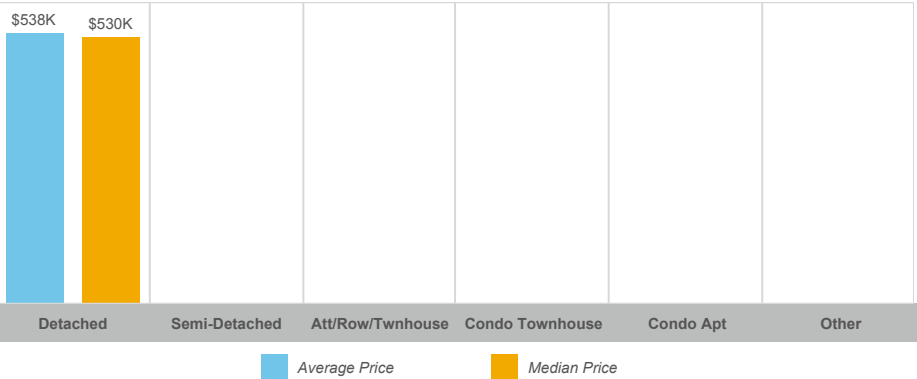 $538K
$530K
Detached Semi-Detached Att/Row/Twnhouse Condo Townhouse Condo Apt Other
Average Price Median Price